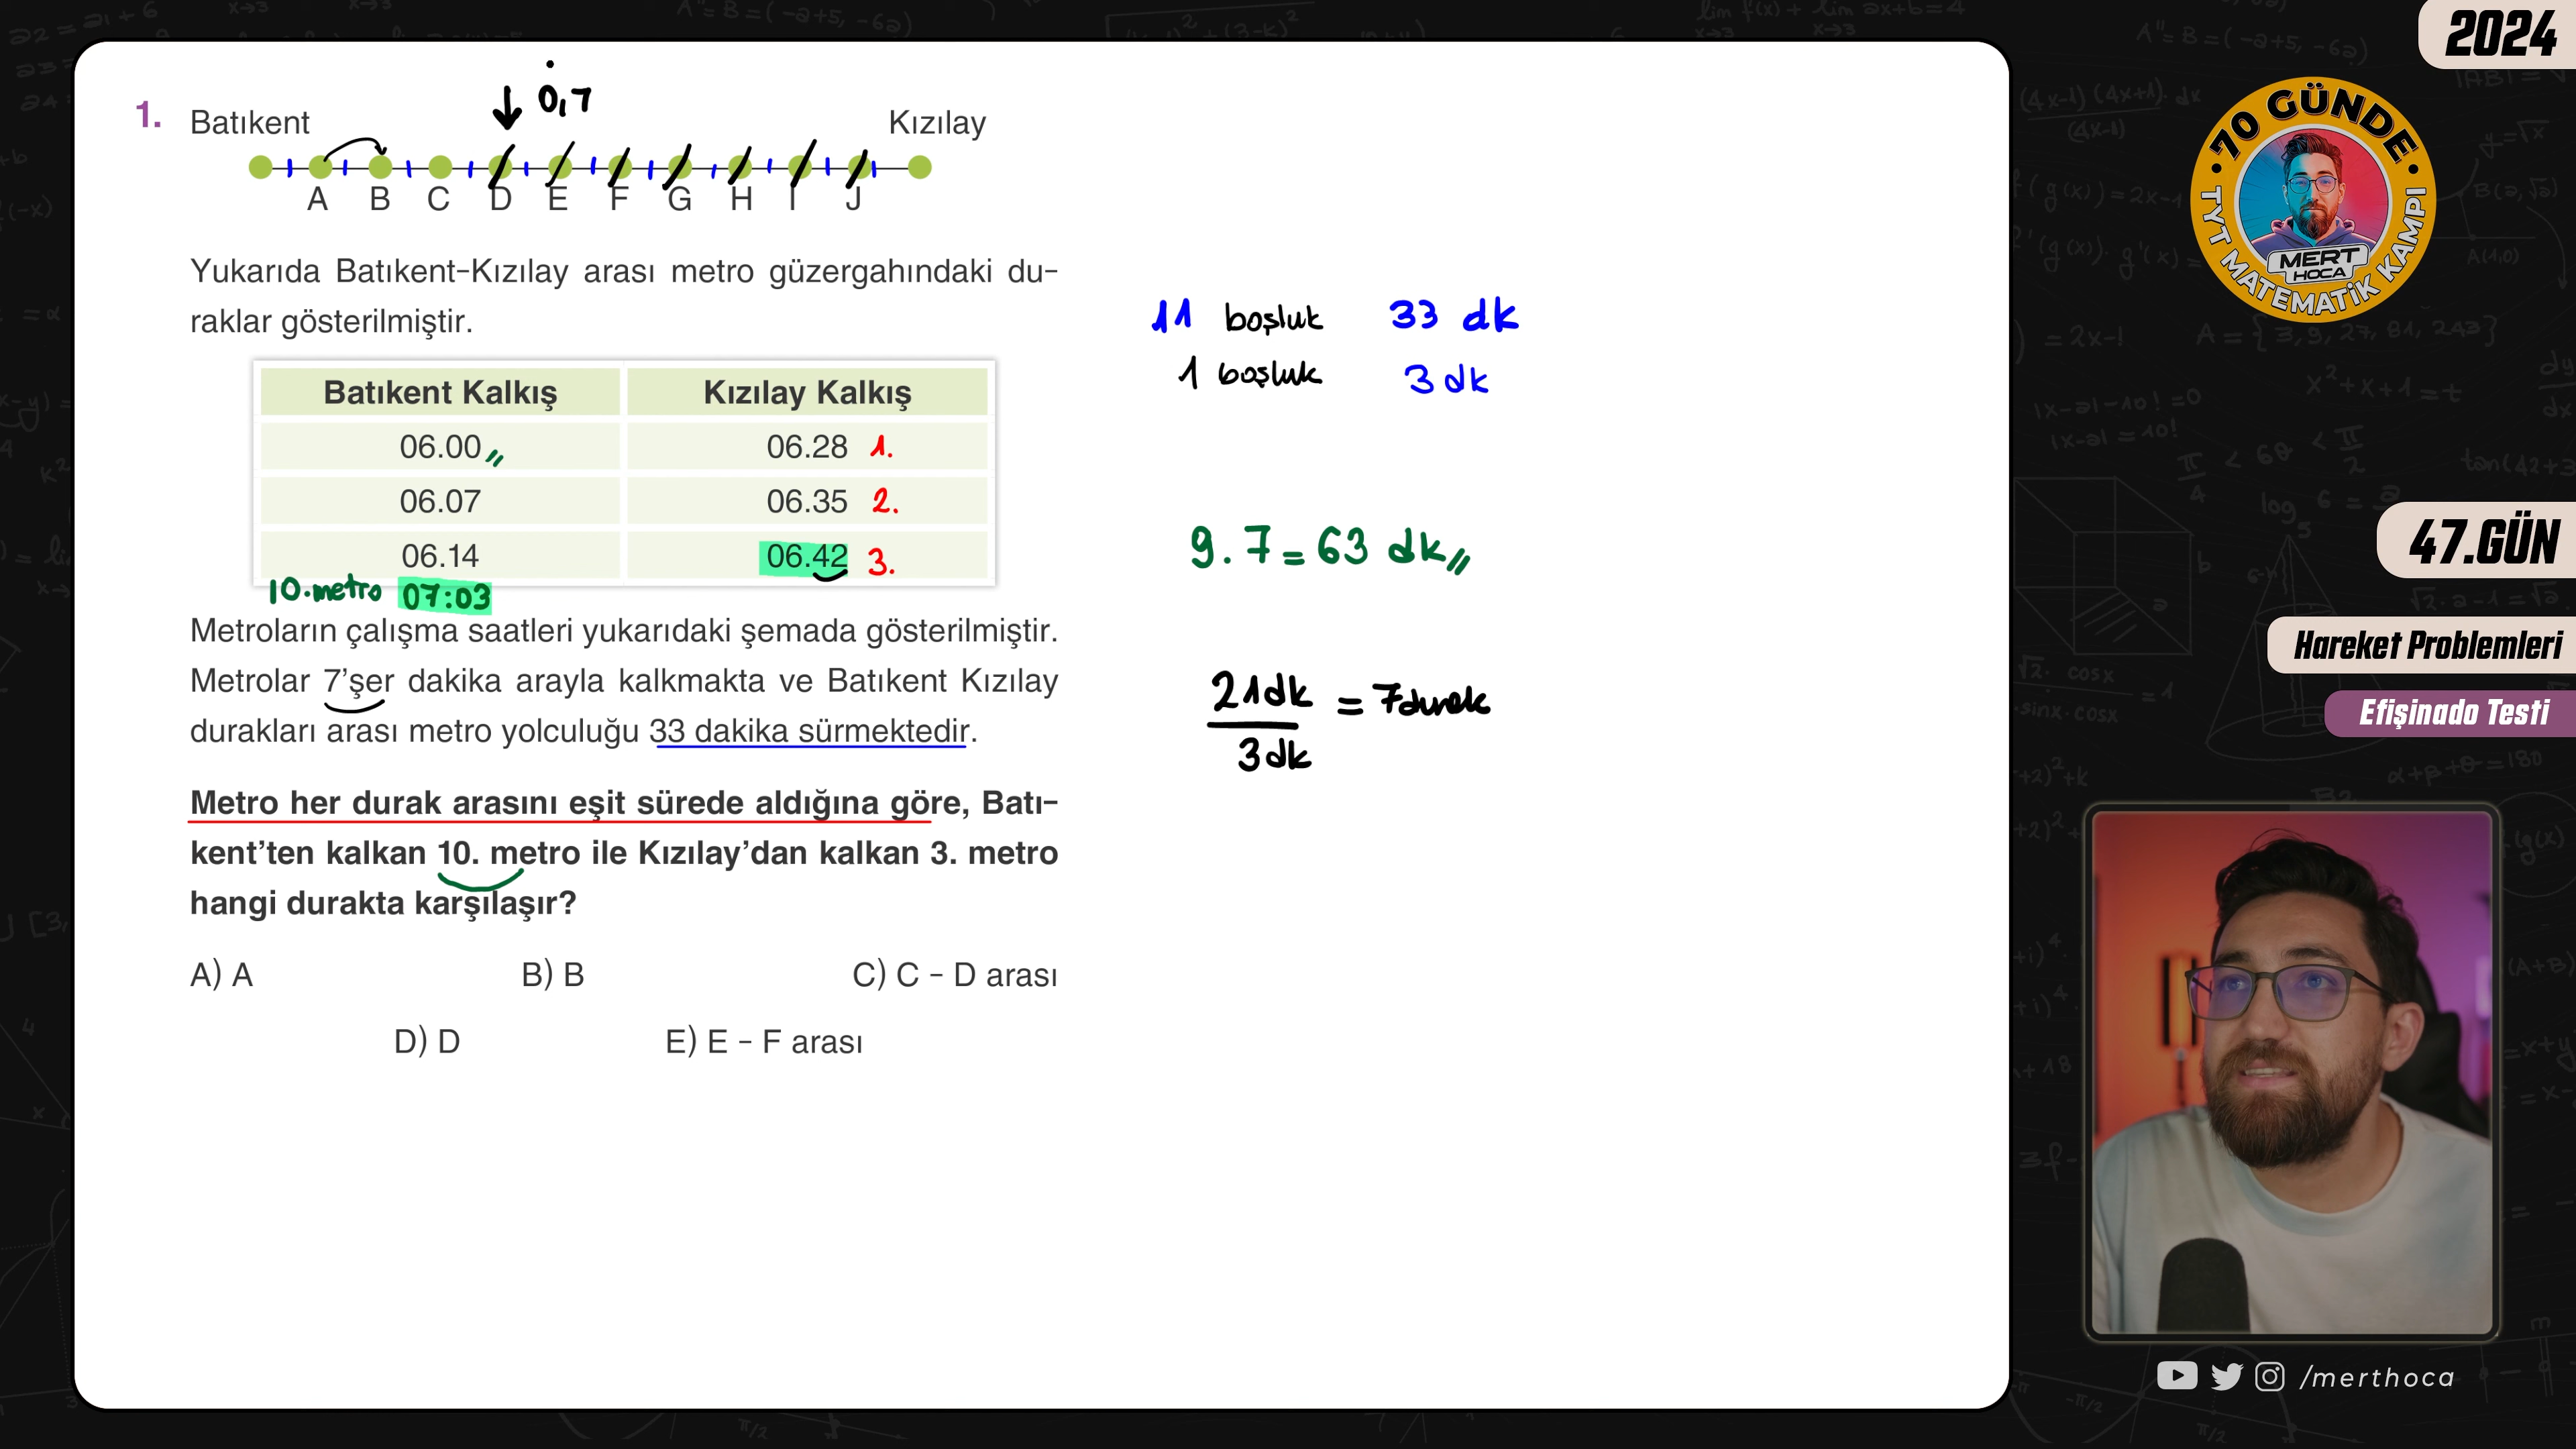 2024
70 GÜNDE
TYT MATEMATİK KAMPI
MERT
HOCA
47.GÜN
Hareket Problemleri
Efişinado Testi
/merthoca
0,7
1. Batıkent Kızılay
A B C D E F G H I J
Yukarıda Batıkent-Kızılay arası metro güzergahındaki du-
raklar gösterilmiştir.
Batıkent Kalkış Kızılay Kalkış
06.00 06.28 1.
06.07 06.35 2.
06.14 06.42 3.
10.metro 07:03
Metroların çalışma saatleri yukarıdaki şemada gösterilmiştir.
Metrolar 7'şer dakika arayla kalkmakta ve Batıkent Kızılay
durakları arası metro yolculuğu 33 dakika sürmektedir.
Metro her durak arasını eşit sürede aldığına göre, Batı-
kent'ten kalkan 10. metro ile Kızılay'dan kalkan 3. metro
hangi durakta karşılaşır?
A) A B) B C) C - D arası
D) D E) E - F arası
11 boşluk 33 dk
1 boşluk 3 dk
9.7=63 dk
21dk
= 7durak
3dk